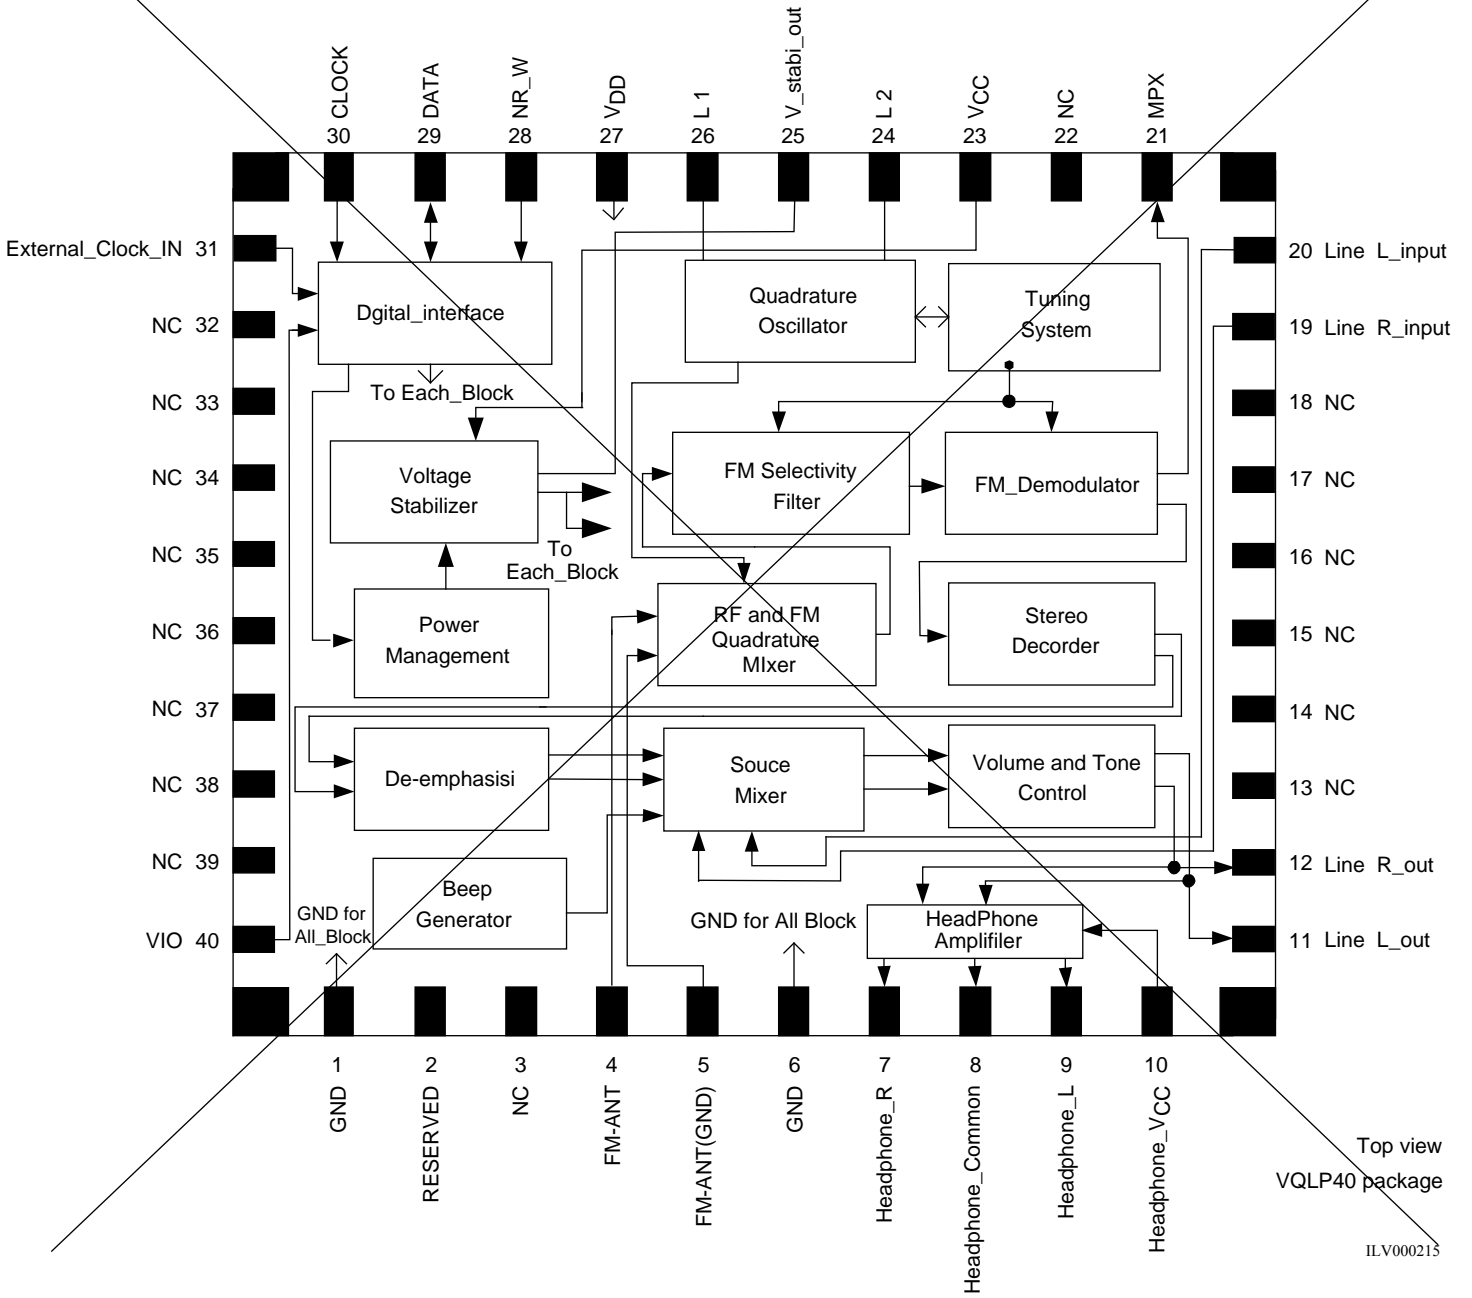 CLOCK
DATA
NR_W
VDD
L 1
V_stabi_out
L 2
VCC
NC
MPX
30
29
28
27
26
25
24
23
22
21
External_Clock_IN 31
NC 32
NC 33
NC 34
NC 35
NC 36
NC 37
NC 38
NC 39
VIO 40
20 Line L_input
19 Line R_input
18 NC
17 NC
16 NC
15 NC
14 NC
13 NC
12 Line R_out
11 Line L_out
Dgital_interface
To Each_Block
Quadrature
Oscillator
Tuning
System
Voltage
Stabilizer
To
Each_Block
FM Selectivity
Filter
FM_Demodulator
Power
Management
RF and FM
Quadrature
MIxer
Stereo
Decorder
De-emphasisi
Souce
Mixer
Volume and Tone
Control
Beep
Generator
GND for
All_Block
GND for All Block
HeadPhone
Amplifiler
1
2
3
4
5
6
7
8
9
10
GND
RESERVED
NC
FM-ANT
FM-ANT(GND)
GND
Headphone_R
Headphone_Common
Headphone_L
Headphone_VCC
Top view
VQLP40 package
ILV000215